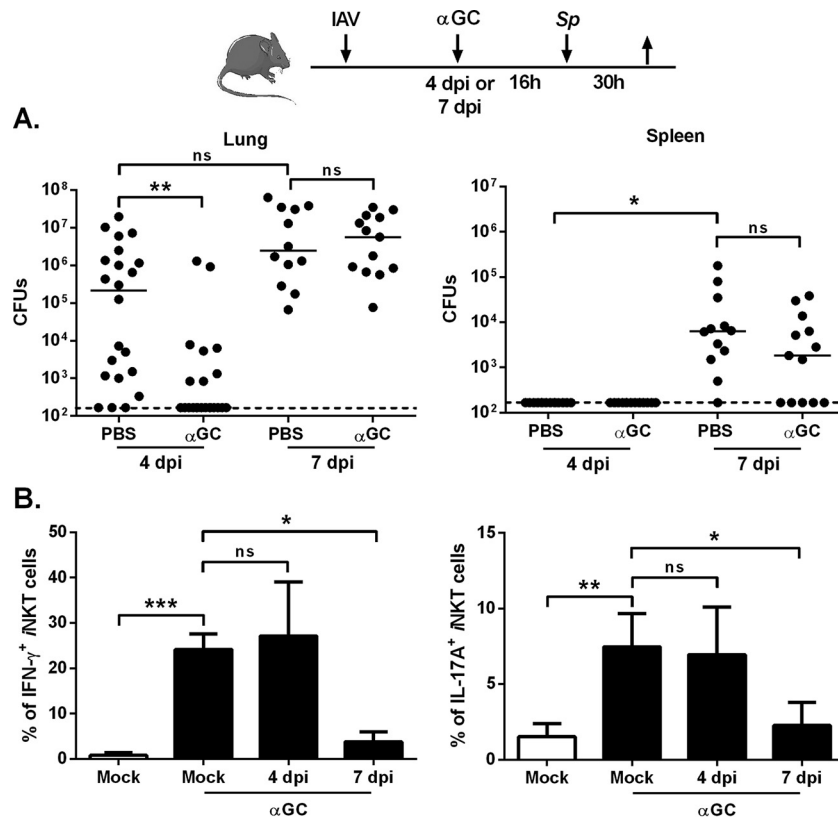 IAV αGC Sp
4 dpi or 16h 30h
7 dpi
A.
Lung
ns
**
ns
CFUs
10⁸
10⁷
10⁶
10⁵
10⁴
10³
10²
PBS αGC PBS αGC
4 dpi 7 dpi
Spleen
*
ns
CFUs
10⁷
10⁶
10⁵
10⁴
10³
10²
PBS αGC PBS αGC
4 dpi 7 dpi
B.
% of IFN-γ⁺ iNKT cells
50
40
30
20
10
0
*
ns
***
Mock Mock 4 dpi 7 dpi
αGC
% of IL-17A⁺ iNKT cells
15
10
5
0
*
ns
**
Mock Mock 4 dpi 7 dpi
αGC